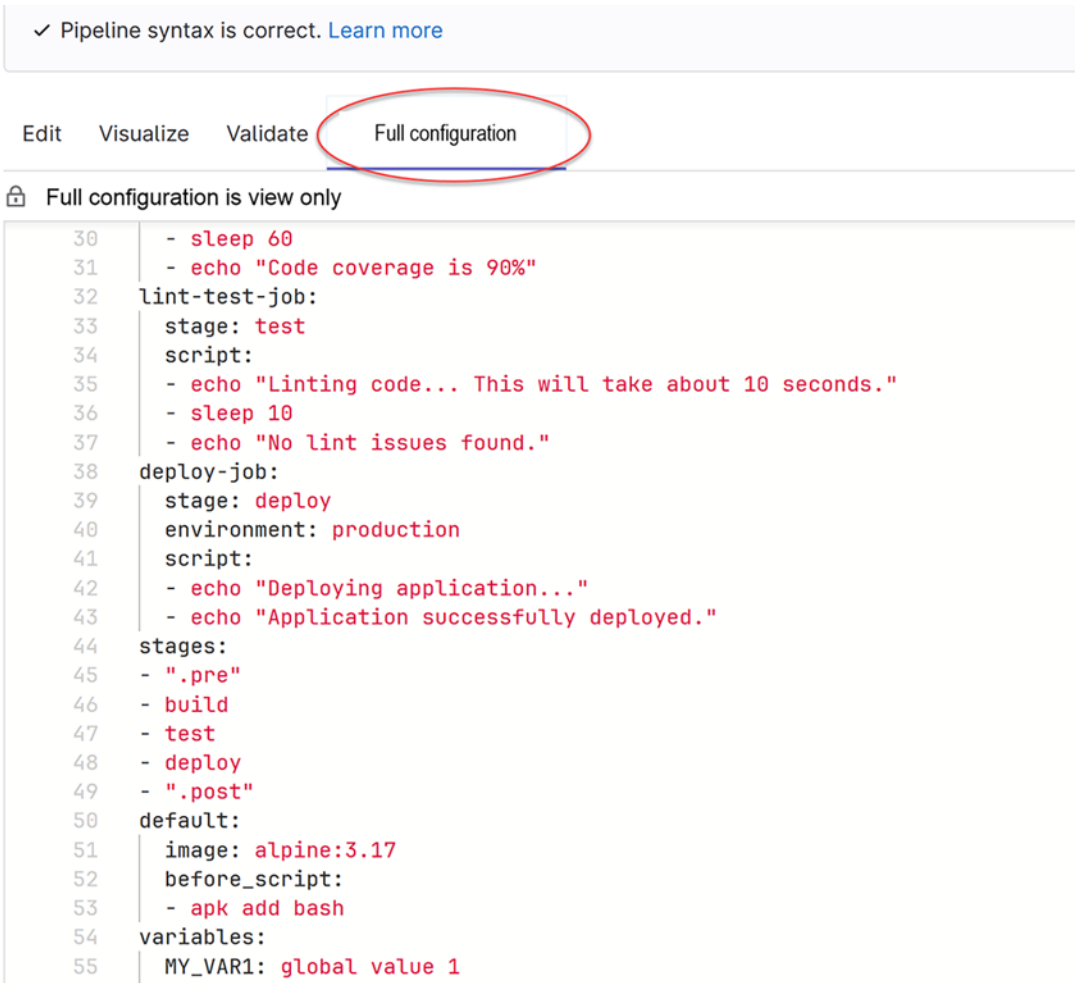 ✓ Pipeline syntax is correct. Learn more
Edit Visualize Validate Full configuration
Full configuration is view only
30 - sleep 60
31 - echo "Code coverage is 90%"
32 lint-test-job:
33 stage: test
34 script:
35 - echo "Linting code... This will take about 10 seconds."
36 - sleep 10
37 - echo "No lint issues found."
38 deploy-job:
39 stage: deploy
40 environment: production
41 script:
42 - echo "Deploying application..."
43 - echo "Application successfully deployed."
44 stages:
45 - ".pre"
46 - build
47 - test
48 - deploy
49 - ".post"
50 default:
51 image: alpine:3.17
52 before_script:
53 - apk add bash
54 variables:
55 MY_VAR1: global value 1